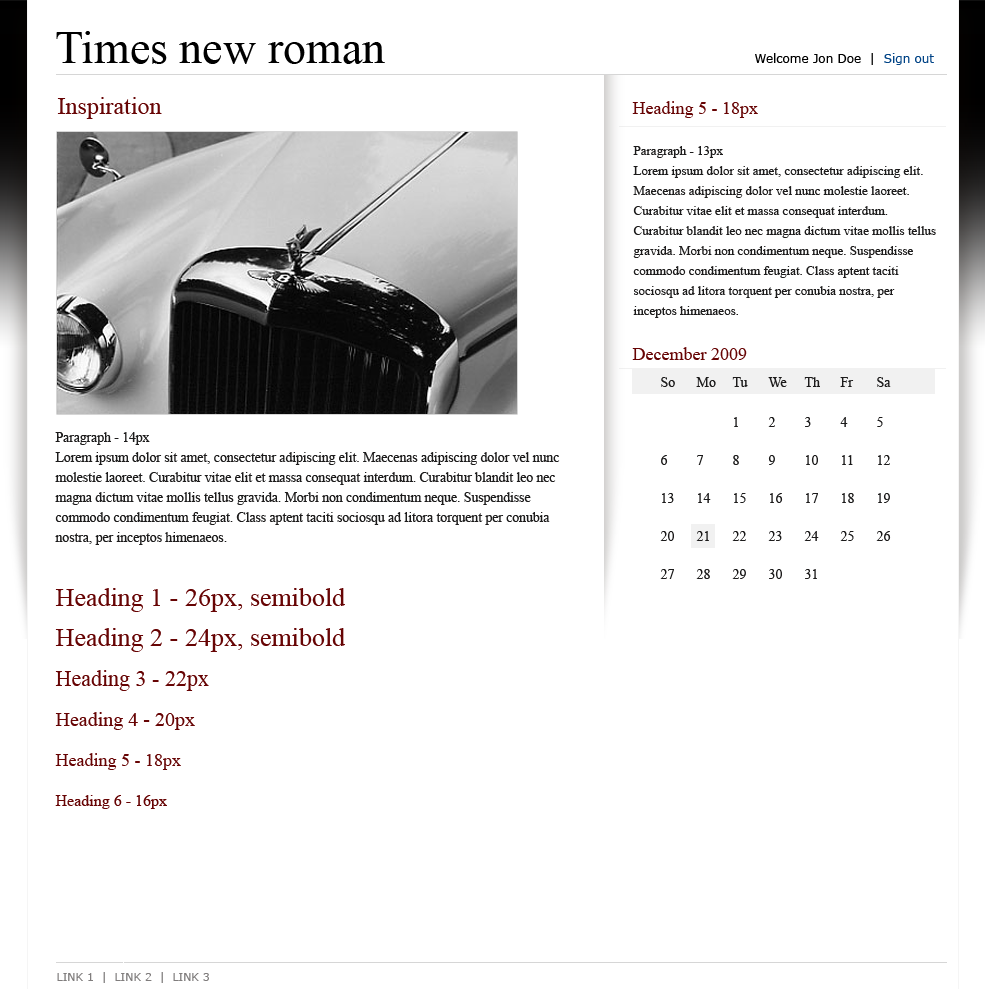 Times new roman
Welcome Jon Doe | Sign out
Inspiration
B
Paragraph - 14px
Lorem ipsum dolor sit amet, consectetur adipiscing elit. Maecenas adipiscing dolor vel nunc
molestie laoreet. Curabitur vitae elit et massa consequat interdum. Curabitur blandit leo nec
magna dictum vitae mollis tellus gravida. Morbi non condimentum neque. Suspendisse
commodo condimentum feugiat. Class aptent taciti sociosqu ad litora torquent per conubia
nostra, per inceptos himenaeos.
Heading 1 - 26px, semibold
Heading 2 - 24px, semibold
Heading 3 - 22px
Heading 4 - 20px
Heading 5 - 18px
Heading 6 - 16px
Heading 5 - 18px
Paragraph - 13px
Lorem ipsum dolor sit amet, consectetur adipiscing elit.
Maecenas adipiscing dolor vel nunc molestie laoreet.
Curabitur vitae elit et massa consequat interdum.
Curabitur blandit leo nec magna dictum vitae mollis tellus
gravida. Morbi non condimentum neque. Suspendisse
commodo condimentum feugiat. Class aptent taciti
sociosqu ad litora torquent per conubia nostra, per
inceptos himenaeos.
December 2009
So Mo Tu We Th Fr Sa
1 2 3 4 5
6 7 8 9 10 11 12
13 14 15 16 17 18 19
20 21 22 23 24 25 26
27 28 29 30 31
LINK 1 | LINK 2 | LINK 3